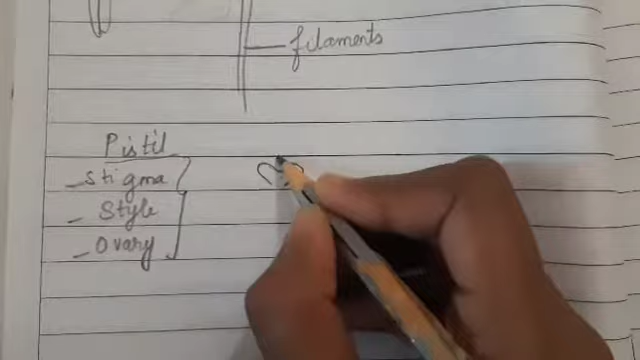 filaments
Pistil
- Stigma
- Style
- Ovary